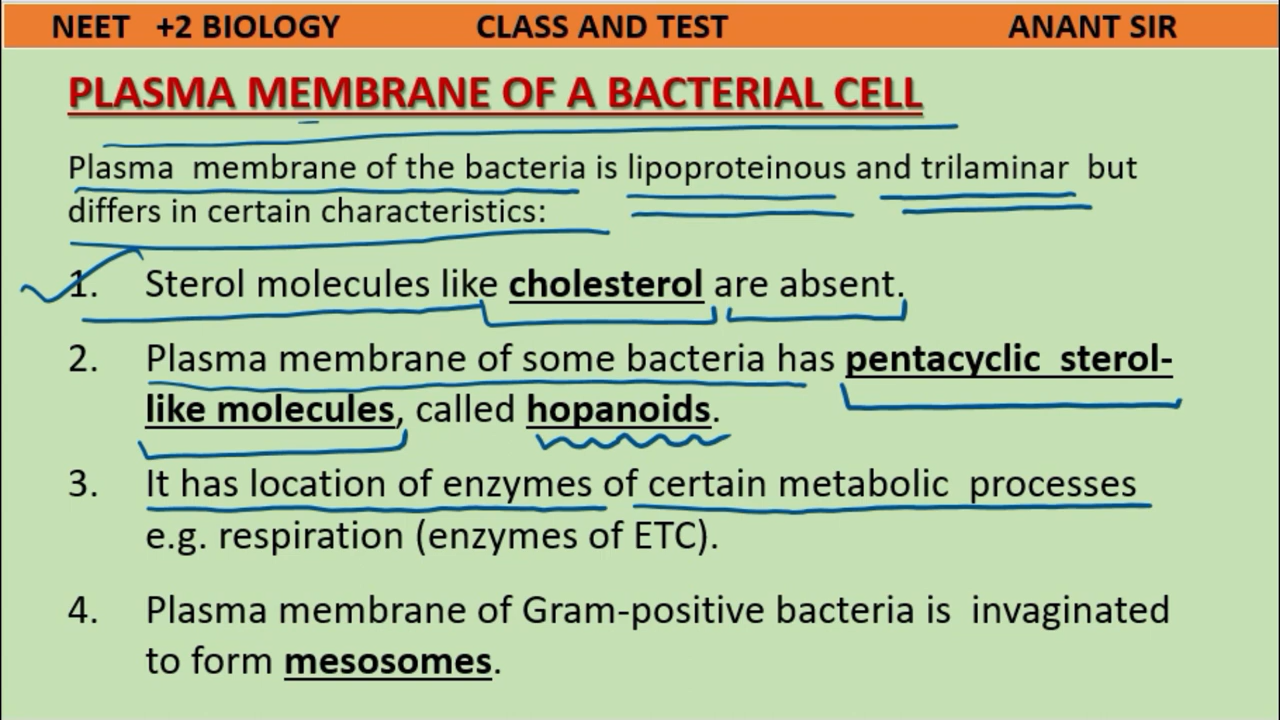 NEET +2 BIOLOGY CLASS AND TEST ANANT SIR
PLASMA MEMBRANE OF A BACTERIAL CELL
Plasma membrane of the bacteria is lipoproteinous and trilaminar but
differs in certain characteristics:
1. Sterol molecules like cholesterol are absent.
2. Plasma membrane of some bacteria has pentacyclic sterol-
like molecules, called hopanoids.
3. It has location of enzymes of certain metabolic processes
e.g. respiration (enzymes of ETC).
4. Plasma membrane of Gram-positive bacteria is invaginated
to form mesosomes.